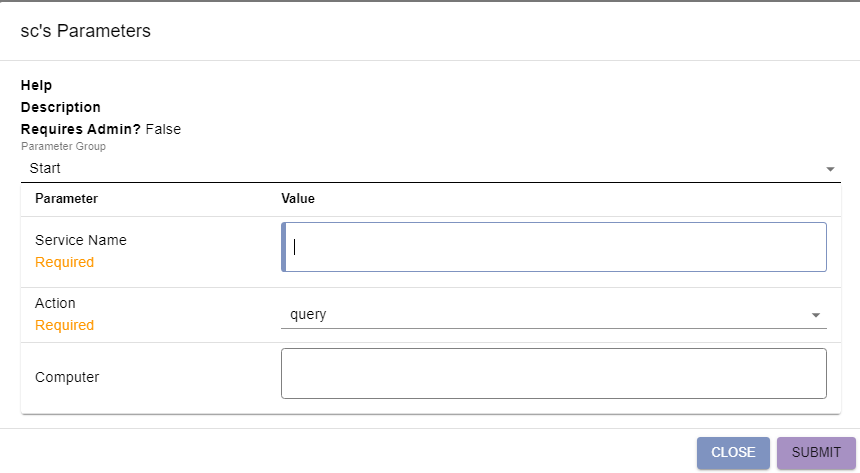 sc's Parameters
Help
Description
Requires Admin? False
Parameter Group
Start
Parameter Value
Service Name
Required
Action
Required
query
Computer
CLOSE SUBMIT